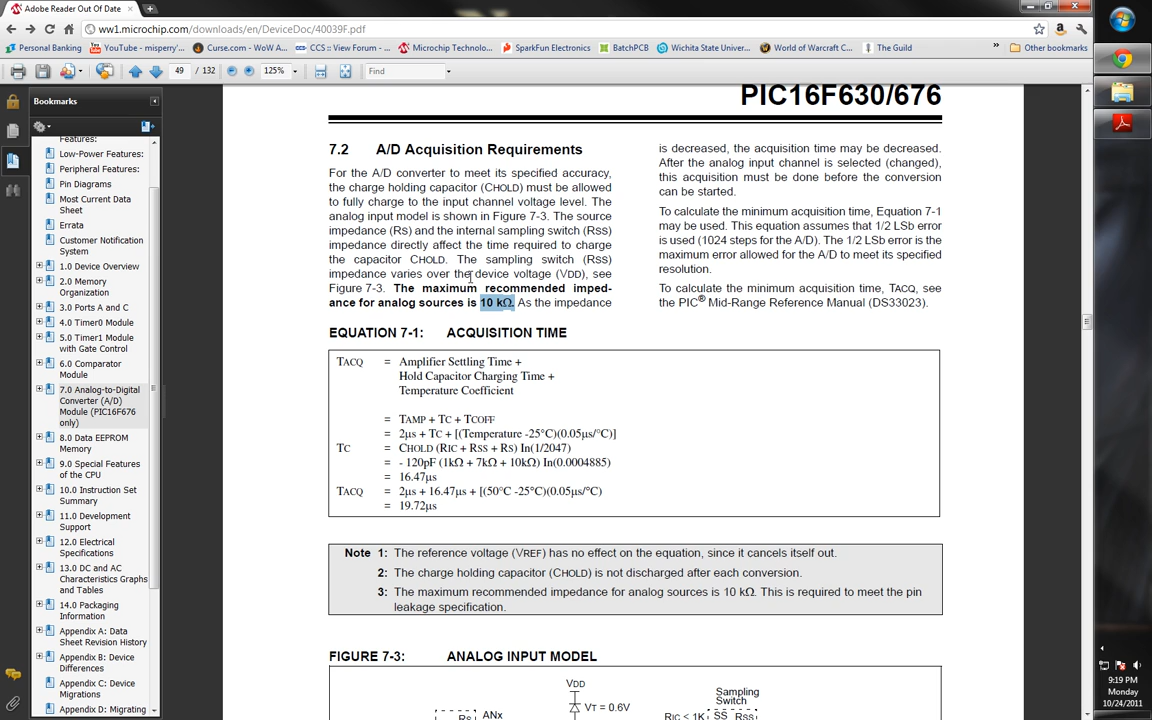 Adobe Reader Out Of Date
ww1.microchip.com/downloads/en/DeviceDoc/40039F.pdf
Personal Banking
YouTube - misperry'...
Curse.com - WoW A...
CCS :: View Forum - ...
Microchip Technolo...
SparkFun Electronics
BatchPCB
Wichita State Univer...
World of Warcraft C...
The Guild
»
Other bookmarks
49 / 132
125%
Find
Bookmarks
Features:
Low-Power Features:
Peripheral Features:
Pin Diagrams
Most Current Data
Sheet
Errata
Customer Notification
System
1.0 Device Overview
2.0 Memory
Organization
3.0 Ports A and C
4.0 Timer0 Module
5.0 Timer1 Module
with Gate Control
6.0 Comparator
Module
7.0 Analog-to-Digital
Converter (A/D)
Module (PIC16F676
only)
8.0 Data EEPROM
Memory
9.0 Special Features
of the CPU
10.0 Instruction Set
Summary
11.0 Development
Support
12.0 Electrical
Specifications
13.0 DC and AC
Characteristics Graphs
and Tables
14.0 Packaging
Information
Appendix A: Data
Sheet Revision History
Appendix B: Device
Differences
Appendix C: Device
Migrations
Appendix D: Migrating
PIC16F630/676
7.2 A/D Acquisition Requirements
For the A/D converter to meet its specified accuracy,
the charge holding capacitor (CHOLD) must be allowed
to fully charge to the input channel voltage level. The
analog input model is shown in Figure 7-3. The source
impedance (RS) and the internal sampling switch (RSS)
impedance directly affect the time required to charge
the capacitor CHOLD. The sampling switch (RSS)
impedance varies over the device voltage (VDD), see
Figure 7-3. The maximum recommended imped-
ance for analog sources is 10 kΩ. As the impedance
is decreased, the acquisition time may be decreased.
After the analog input channel is selected (changed),
this acquisition must be done before the conversion
can be started.
To calculate the minimum acquisition time, Equation 7-1
may be used. This equation assumes that 1/2 LSb error
is used (1024 steps for the A/D). The 1/2 LSb error is the
maximum error allowed for the A/D to meet its specified
resolution.
To calculate the minimum acquisition time, TACQ, see
the PIC® Mid-Range Reference Manual (DS33023).
EQUATION 7-1: ACQUISITION TIME
TACQ = Amplifier Settling Time +
Hold Capacitor Charging Time +
Temperature Coefficient
= TAMP + TC + TCOFF
= 2µs + TC + [(Temperature -25°C)(0.05µs/°C)]
TC = CHOLD (RIC + RSS + RS) In(1/2047)
= - 120pF (1kΩ + 7kΩ + 10kΩ) In(0.0004885)
= 16.47µs
TACQ = 2µs + 16.47µs + [(50°C -25°C)(0.05µs/°C)
= 19.72µs
Note 1: The reference voltage (VREF) has no effect on the equation, since it cancels itself out.
2: The charge holding capacitor (CHOLD) is not discharged after each conversion.
3: The maximum recommended impedance for analog sources is 10 kΩ. This is required to meet the pin
leakage specification.
FIGURE 7-3: ANALOG INPUT MODEL
VDD
Sampling
Switch
VT = 0.6V
RS ANx
RIC ≤ 1K SS RSS
9:19 PM
Monday
10/24/2011